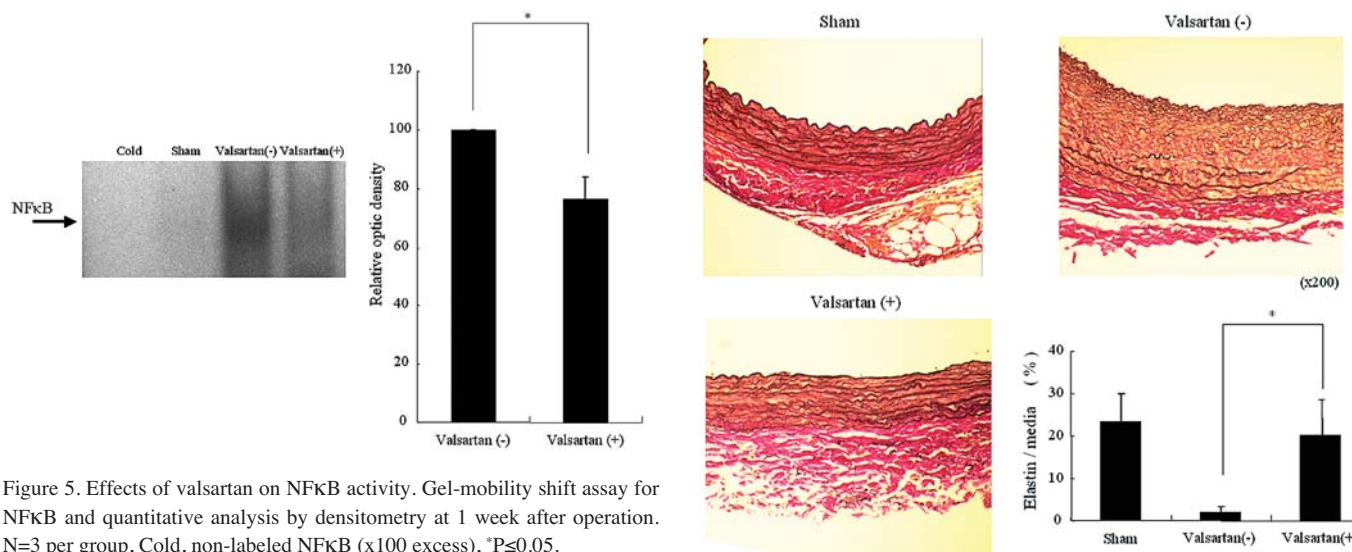 Cold Sham Valsartan(-) Valsartan(+)
NFκB
*
Relative optic density
120
100
80
60
40
20
0
Valsartan (-) Valsartan (+)
Figure 5. Effects of valsartan on NFκB activity. Gel-mobility shift assay for
NFκB and quantitative analysis by densitometry at 1 week after operation.
N=3 per group, Cold, non-labeled NFκB (x100 excess), *P≤0.05.
Sham
Valsartan (-)
(x200)
Valsartan (+)
*
Elastin / media (%)
40
30
20
10
0
Sham Valsartan(-) Valsartan(+